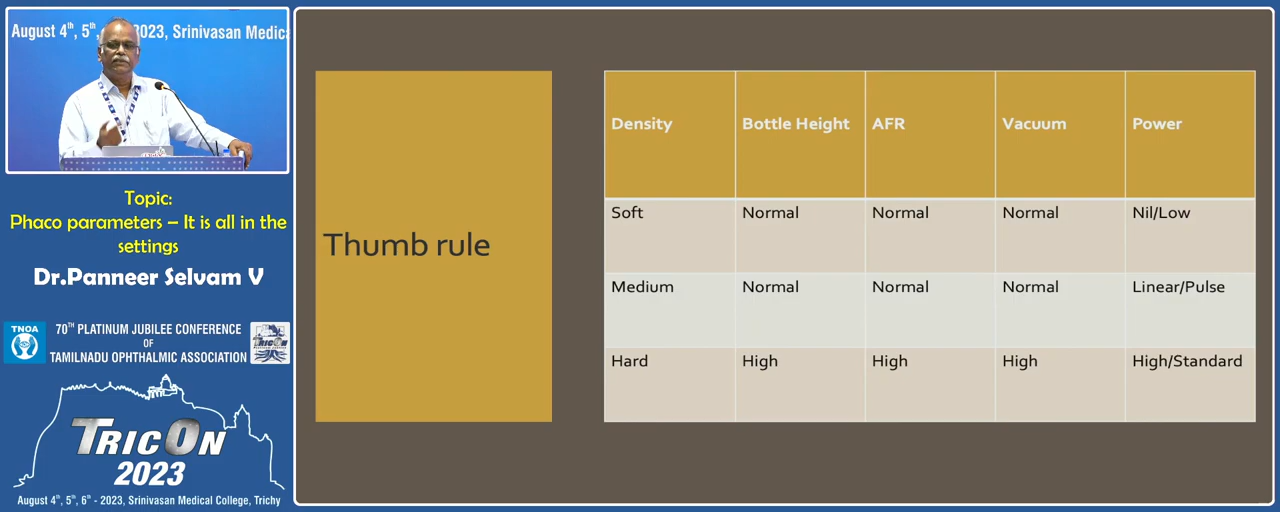 August 4th, 5th, 2023, Srinivasan Medic
Topic:
Phaco parameters – It is all in the
settings
Dr.Panneer Selvam V
TNOA
70TH PLATINUM JUBILEE CONFERENCE
OF
TAMILNADU OPHTHALMIC ASSOCIATION
TRICON
TRICON
2023
August 4th, 5th, 6th - 2023, Srinivasan Medical College, Trichy
Thumb rule
Density Bottle Height AFR Vacuum Power
Soft Normal Normal Normal Nil/Low
Medium Normal Normal Normal Linear/Pulse
Hard High High High High/Standard